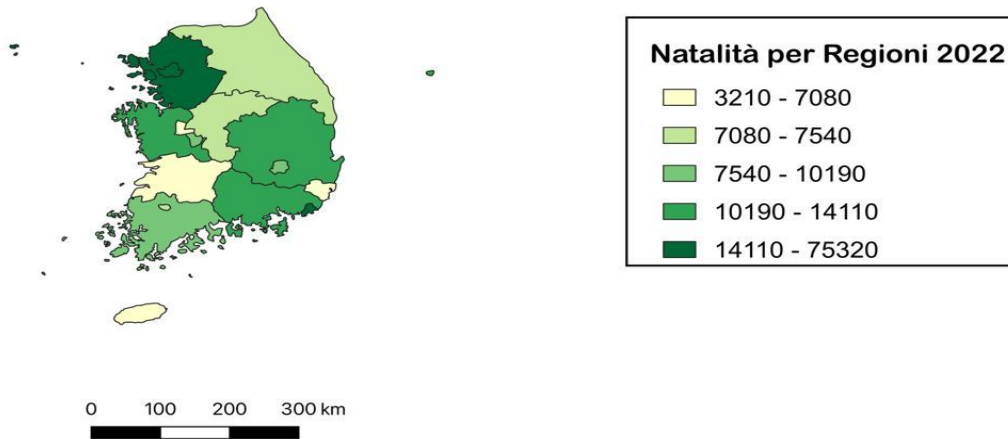 Natalità per Regioni 2022
3210 - 7080
7080 - 7540
7540 - 10190
10190 - 14110
14110 - 75320
0 100 200 300 km